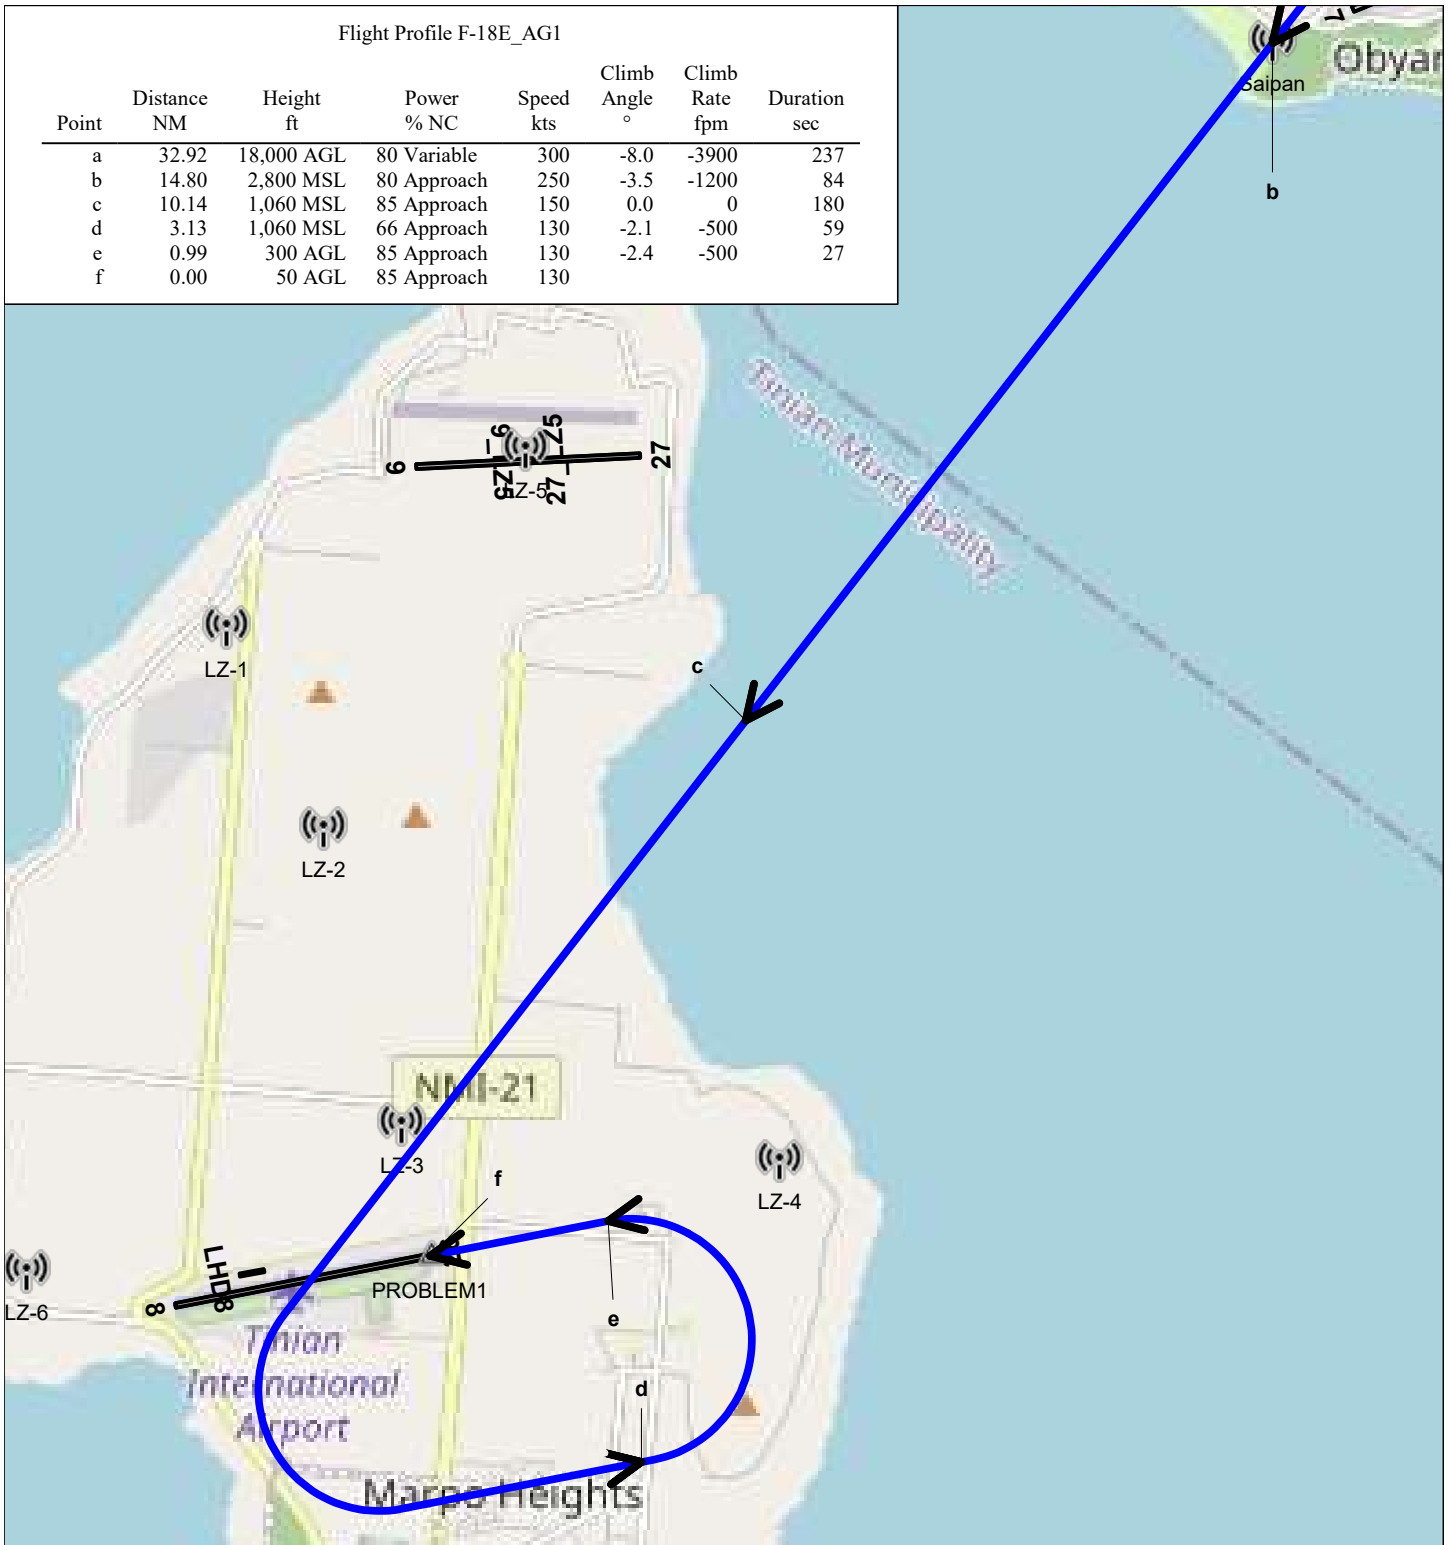 Flight Profile F-18E_AG1
Point Distance NM Height ft Power % NC Speed kts Climb Angle ° Climb Rate fpm Duration sec
a 32.92 18,000 AGL 80 Variable 300 -8.0 -3900 237
b 14.80 2,800 MSL 80 Approach 250 -3.5 -1200 84
c 10.14 1,060 MSL 85 Approach 150 0.0 0 180
d 3.13 1,060 MSL 66 Approach 130 -2.1 -500 59
e 0.99 300 AGL 85 Approach 130 -2.4 -500 27
f 0.00 50 AGL 85 Approach 130
Saipan
b
Tinian Municipality
9
27
LZ-5
27
LZ-1
c
LZ-2
NMI-21
LZ-3
LZ-4
f
LHD8
PROBLEM1
LZ-6
8
e
Tinian
International
Airport
d
Marpo Heights